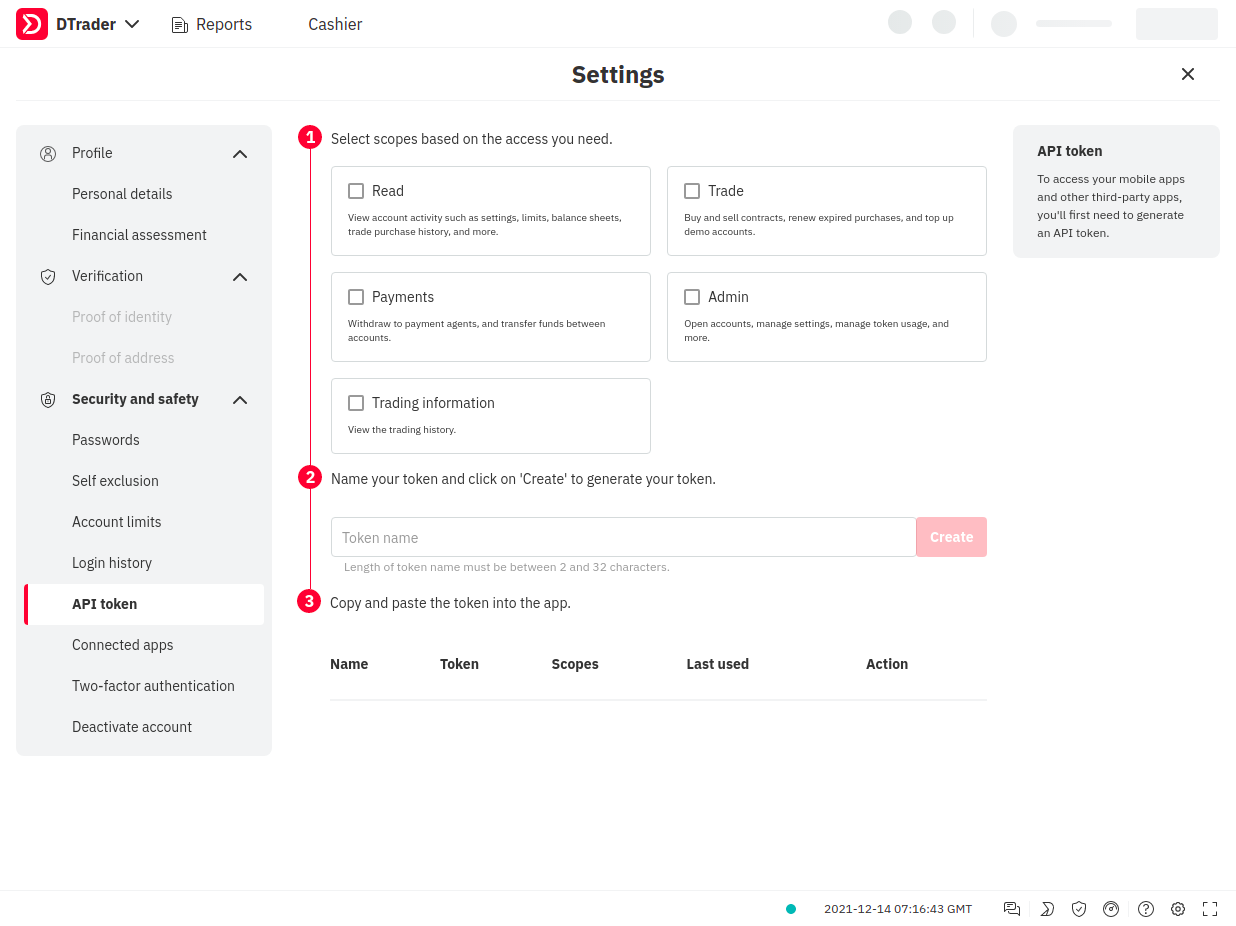 DTrader
Reports
Cashier
Settings
Profile
Personal details
Financial assessment
Verification
Proof of identity
Proof of address
Security and safety
Passwords
Self exclusion
Account limits
Login history
API token
Connected apps
Two-factor authentication
Deactivate account
1 Select scopes based on the access you need.
Read
View account activity such as settings, limits, balance sheets,
trade purchase history, and more.
Trade
Buy and sell contracts, renew expired purchases, and top up
demo accounts.
Payments
Withdraw to payment agents, and transfer funds between
accounts.
Admin
Open accounts, manage settings, manage token usage, and
more.
Trading information
View the trading history.
2 Name your token and click on 'Create' to generate your token.
Token name
Create
Length of token name must be between 2 and 32 characters.
3 Copy and paste the token into the app.
Name Token Scopes Last used Action
API token
To access your mobile apps
and other third-party apps,
you'll first need to generate
an API token.
2021-12-14 07:16:43 GMT